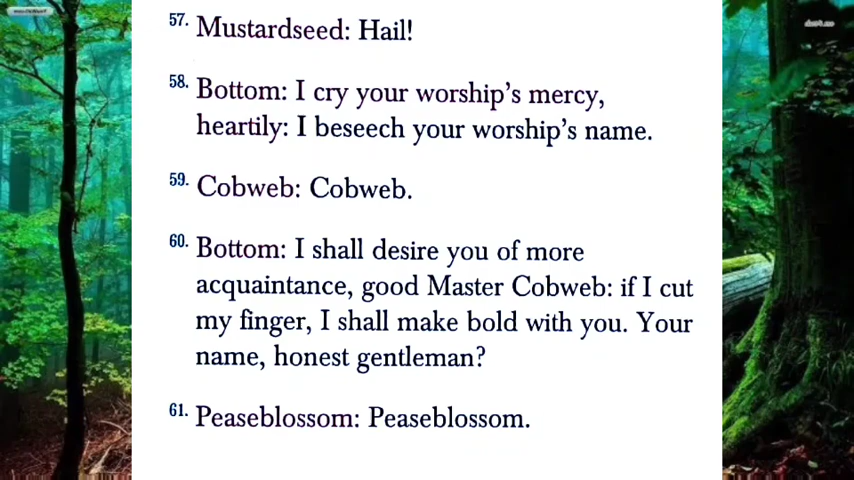 57. Mustardseed: Hail!
58. Bottom: I cry your worship’s mercy,
heartily: I beseech your worship’s name.
59. Cobweb: Cobweb.
60. Bottom: I shall desire you of more
acquaintance, good Master Cobweb: if I cut
my finger, I shall make bold with you. Your
name, honest gentleman?
61. Peaseblossom: Peaseblossom.